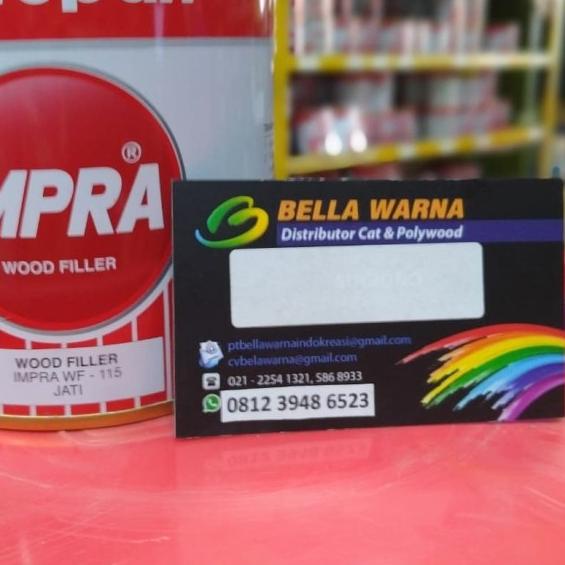 IMPRA®
WOOD FILLER
WOOD FILLER
IMPRA WF - 115
JATI
BELLA WARNA
Distributor Cat & Polywood
ptbellawarnaindokreasi@gmail.com
cvbelawarna@gmail.com
021 - 2254 1321, 586 8933
0812 3948 6523